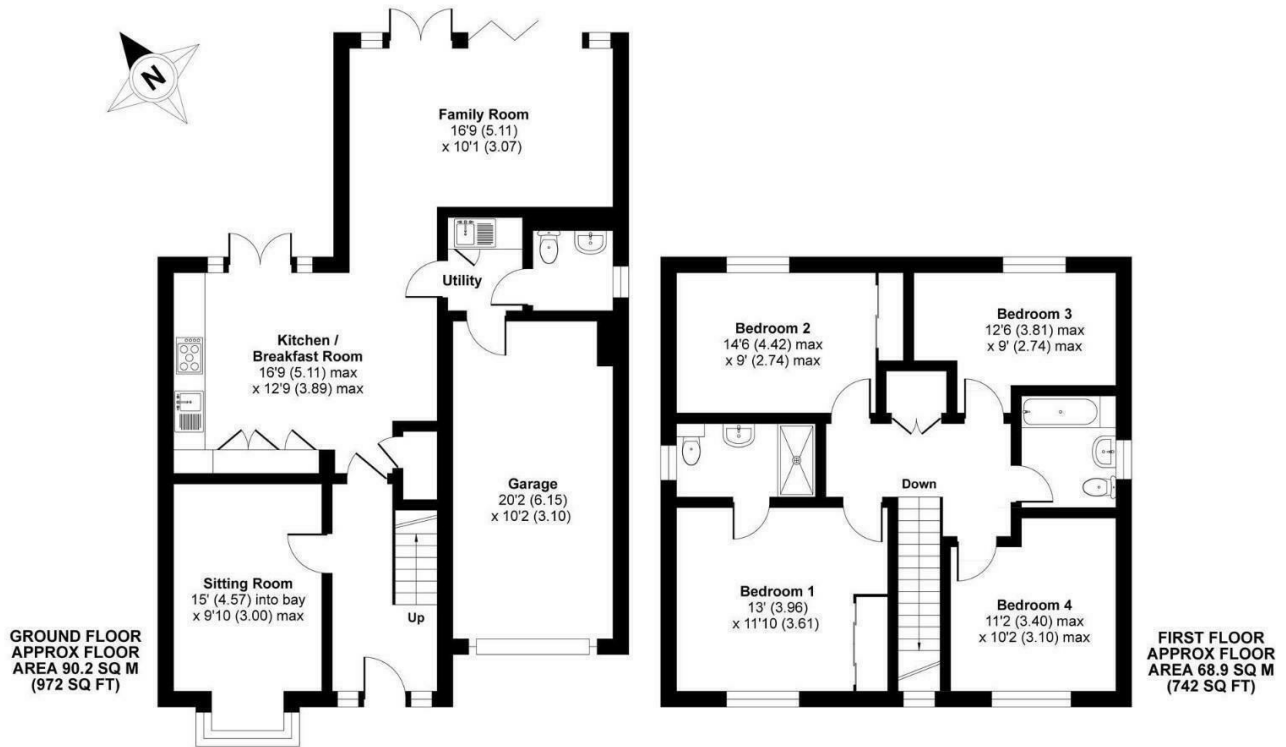 N
Family Room
16'9 (5.11)
x 10'1 (3.07)
Utility
Kitchen /
Breakfast Room
16'9 (5.11) max
x 12'9 (3.89) max
Garage
20'2 (6.15)
x 10'2 (3.10)
Sitting Room
15' (4.57) into bay
x 9'10 (3.00) max
Up
GROUND FLOOR
APPROX FLOOR
AREA 90.2 SQ M
(972 SQ FT)
Bedroom 2
14'6 (4.42) max
x 9' (2.74) max
Bedroom 3
12'6 (3.81) max
x 9' (2.74) max
Down
Bedroom 1
13' (3.96)
x 11'10 (3.61)
Bedroom 4
11'2 (3.40) max
x 10'2 (3.10) max
FIRST FLOOR
APPROX FLOOR
AREA 68.9 SQ M
(742 SQ FT)